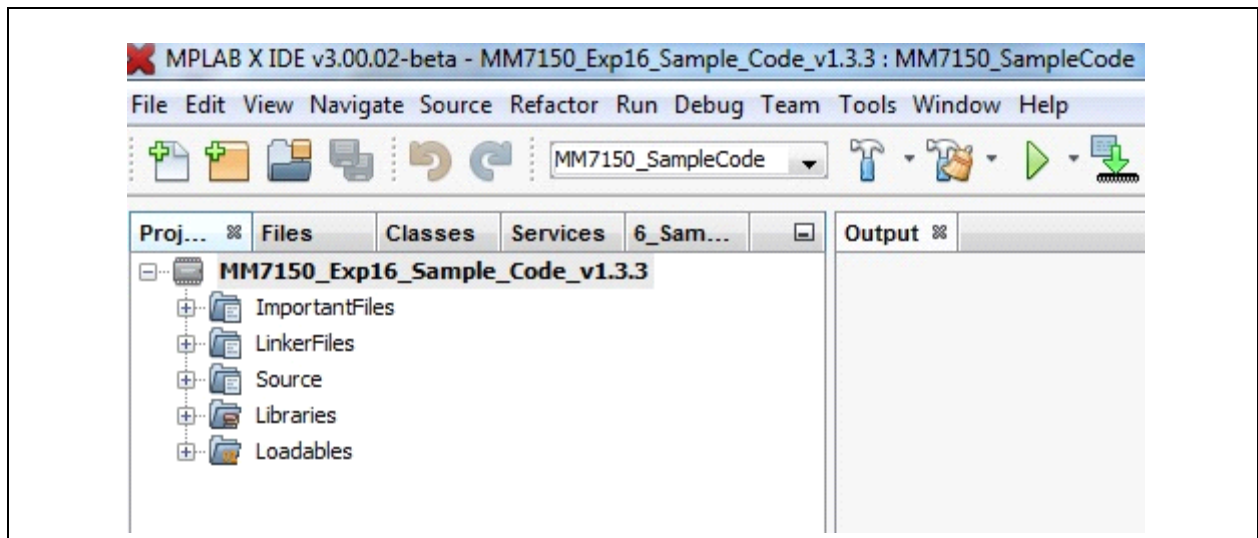 MPLAB X IDE v3.00.02-beta - MM7150_Exp16_Sample_Code_v1.3.3 : MM7150_SampleCode
File Edit View Navigate Source Refactor Run Debug Team Tools Window Help
MM7150_SampleCode
Proj... Files Classes Services 6_Sam... Output
MM7150_Exp16_Sample_Code_v1.3.3
ImportantFiles
LinkerFiles
Source
Libraries
Loadables